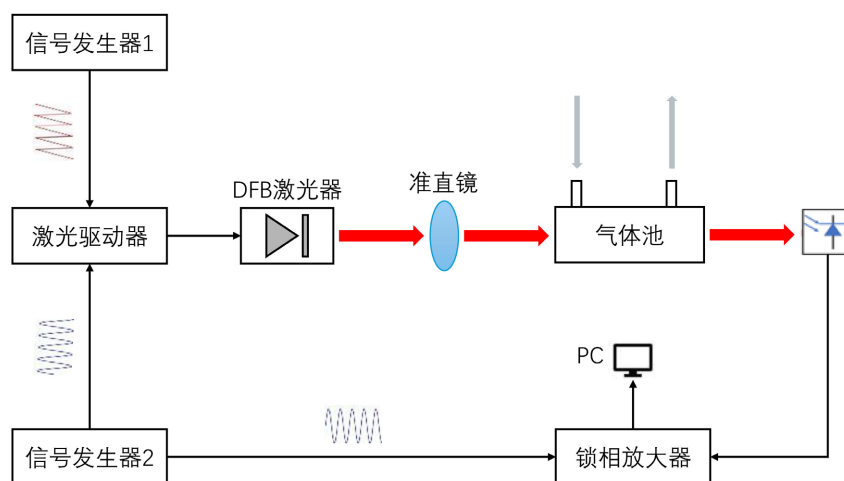 信号发生器1
DFB激光器
准直镜
激光驱动器
气体池
PC
信号发生器2
锁相放大器